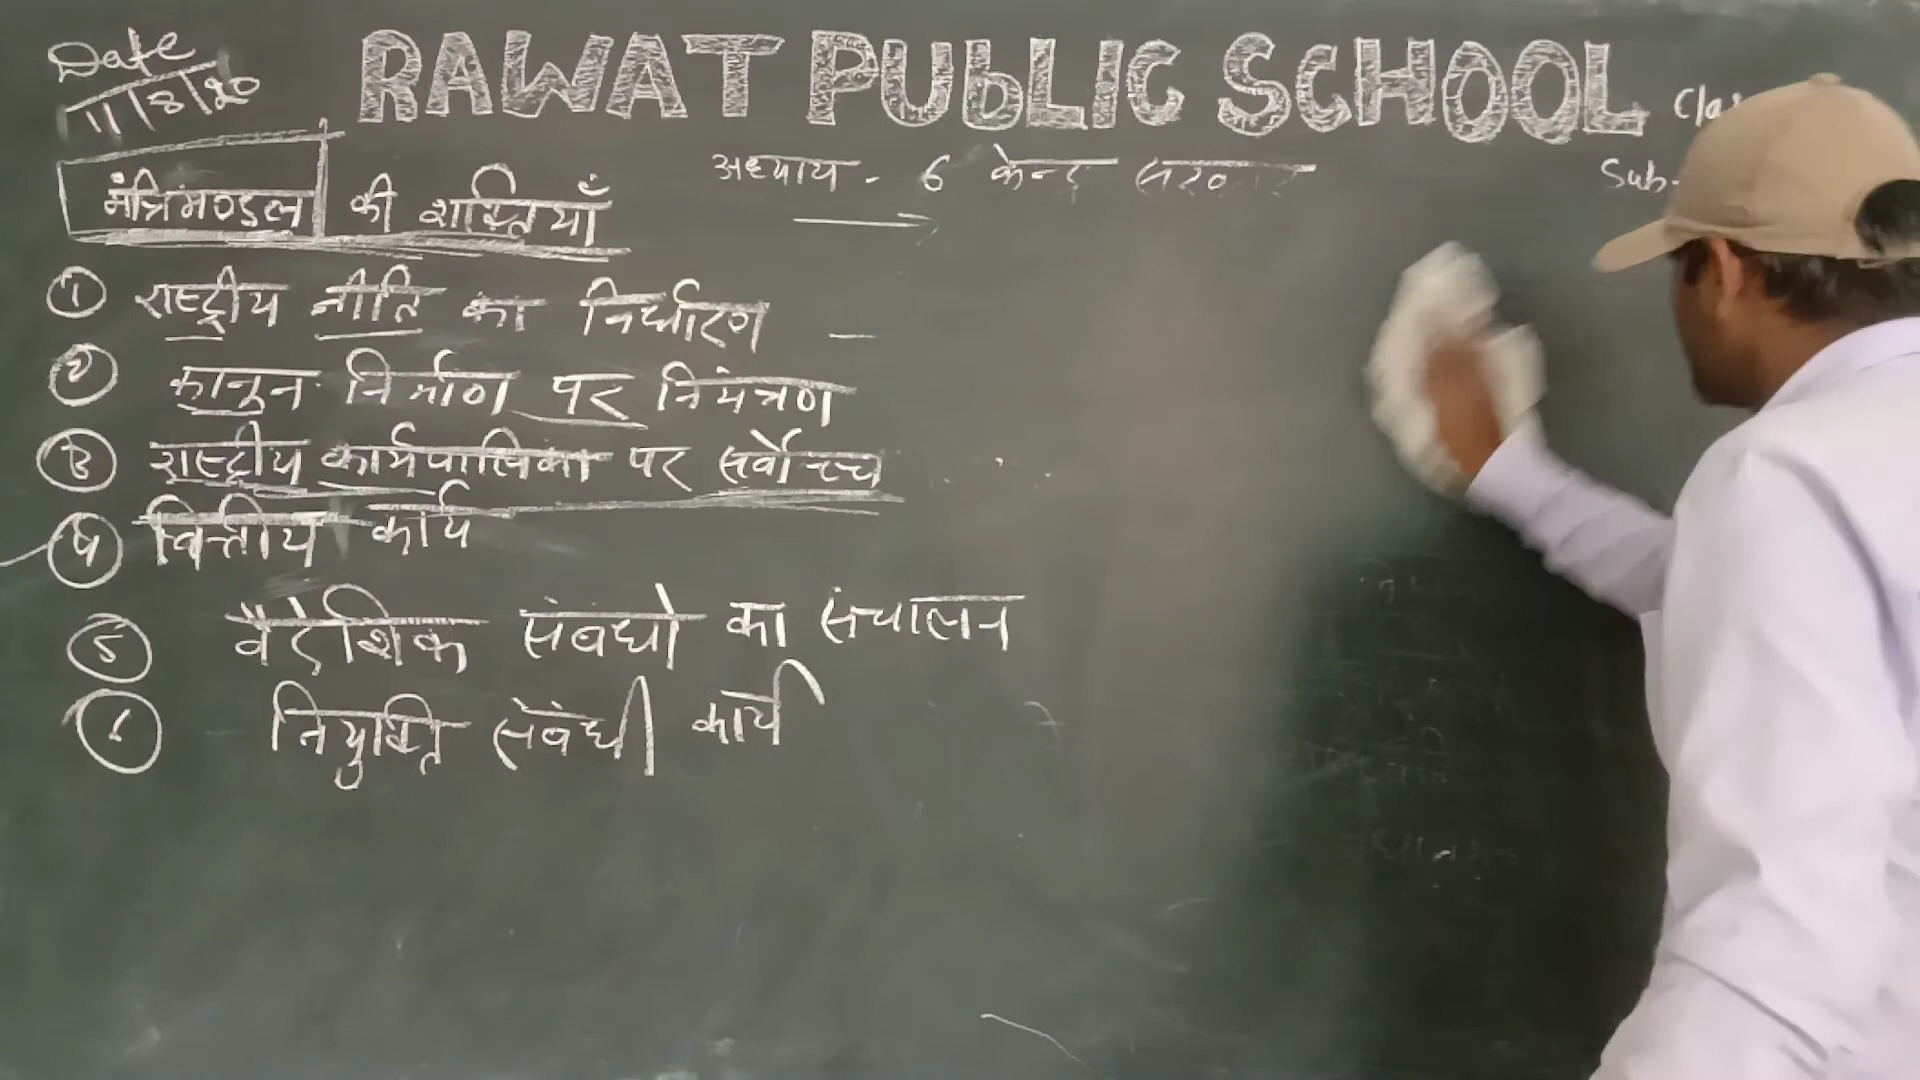 Date
11/8/20
RAWAT PUBLIC SCHOOL
Sub-
अध्याय - 6 केन्द्र सरकार
मंत्रिमण्डल की शक्तियाँ
1 राष्ट्रीय नीति का निर्धारण -
2 कानून निर्माण पर नियंत्रण
3 राष्ट्रीय कार्यपालिका पर सर्वोच्च
4 वित्तीय कार्य
5 वैदेशिक संबधो का संचालन
6 नियुक्ति संबंधी कार्य